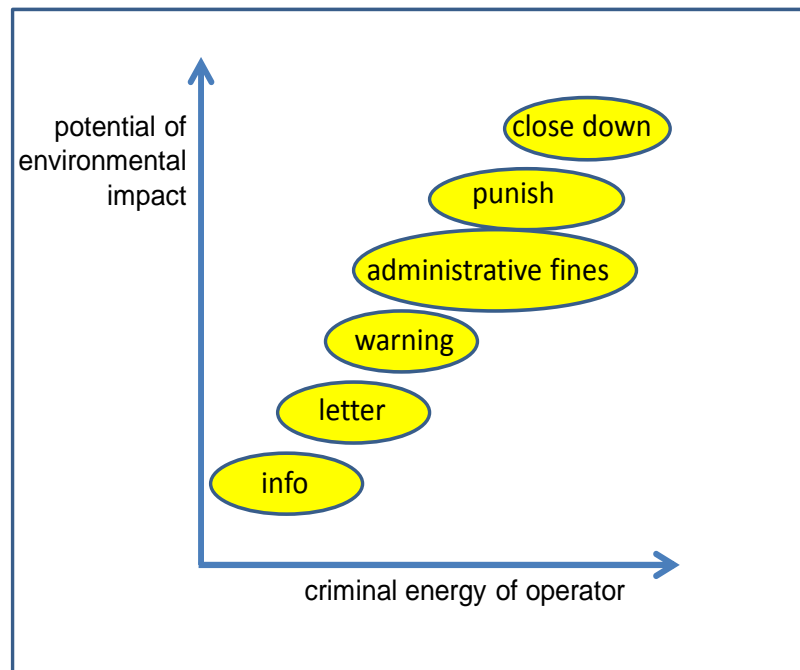 potential of
environmental
impact
close down
punish
administrative fines
warning
letter
info
criminal energy of operator